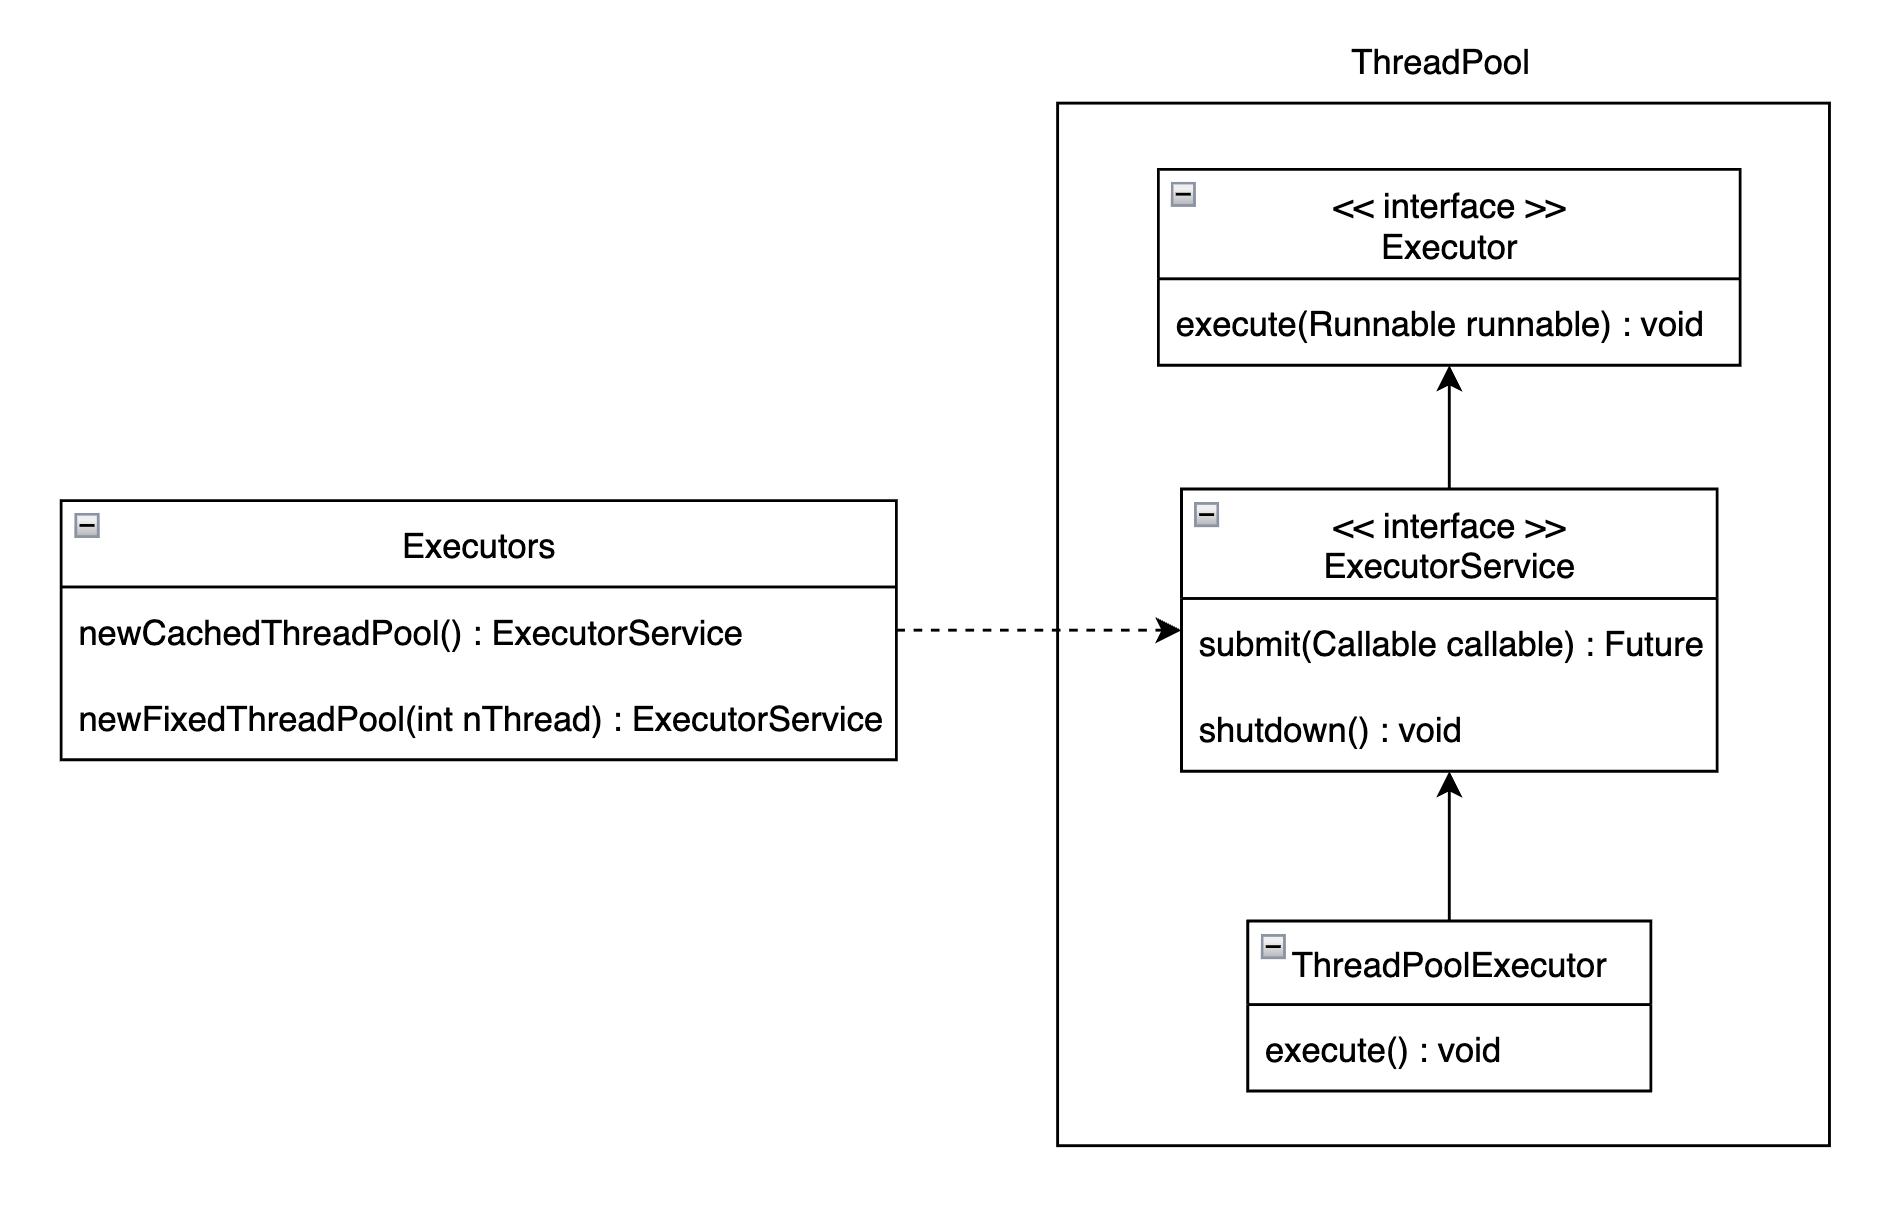 ThreadPool
<< interface >>
Executor
execute(Runnable runnable) : void
Executors
newCachedThreadPool() : ExecutorService
newFixedThreadPool(int nThread) : ExecutorService
<< interface >>
ExecutorService
submit(Callable callable) : Future
shutdown() : void
ThreadPoolExecutor
execute() : void